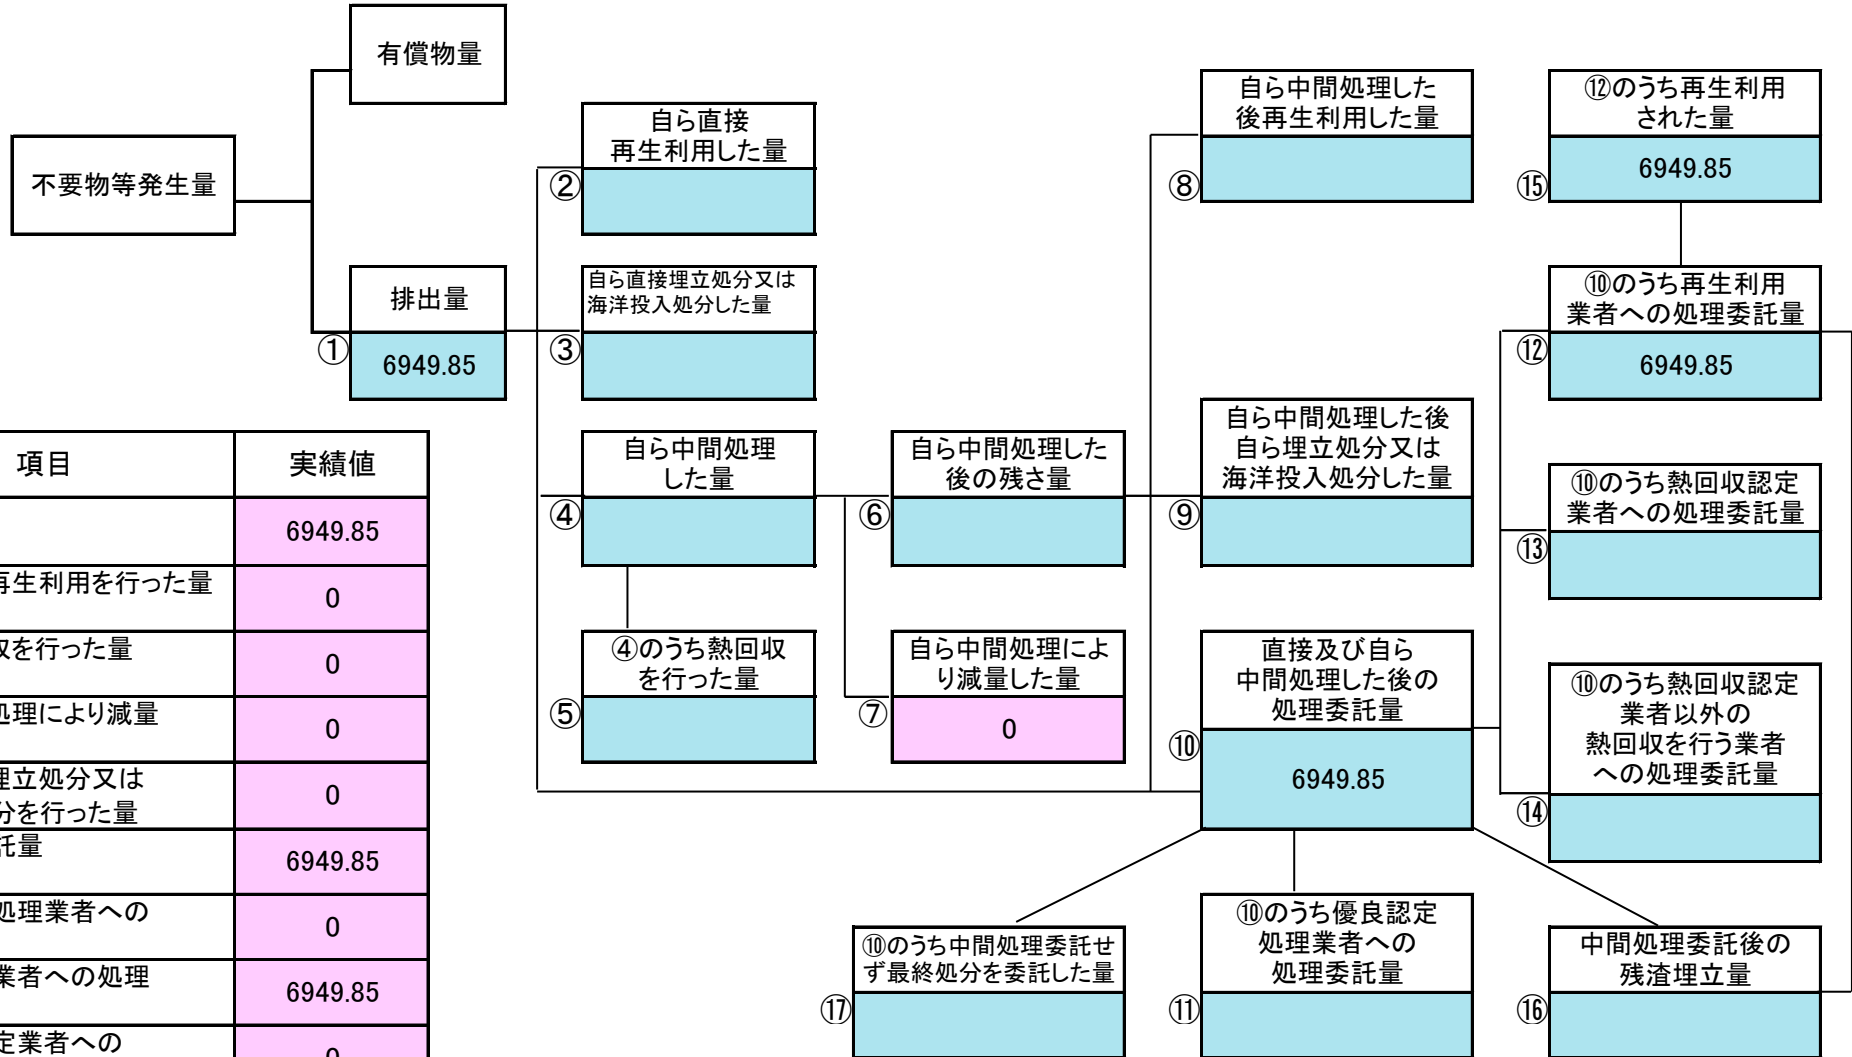 有償物量
不要物等発生量
排出量
①
6949.85
自ら直接
再生利用した量
②
自ら直接埋立処分又は
海洋投入処分した量
③
自ら中間処理
した量
④
④のうち熱回収
を行った量
⑤
自ら中間処理した
後の残さ量
⑥
自ら中間処理によ
り減量した量
⑦
0
自ら中間処理した
後再生利用した量
⑧
自ら中間処理した後
自ら埋立処分又は
海洋投入処分した量
⑨
直接及び自ら
中間処理した後の
処理委託量
⑩
6949.85
⑫のうち再生利用
された量
⑮
6949.85
⑩のうち再生利用
業者への処理委託量
⑫
6949.85
⑩のうち熱回収認定
業者への処理委託量
⑬
⑩のうち熱回収認定
業者以外の
熱回収を行う業者
への処理委託量
⑭
⑩のうち中間処理委託せ
ず最終処分を委託した量
⑰
⑩のうち優良認定
処理業者への
処理委託量
⑪
中間処理委託後の
残渣埋立量
⑯
項目 実績値
6949.85
再生利用を行った量
0
を行った量
0
処理により減量
0
埋立処分又は
分を行った量
0
託量
6949.85
処理業者への
0
業者への処理
6949.85
定業者への
0